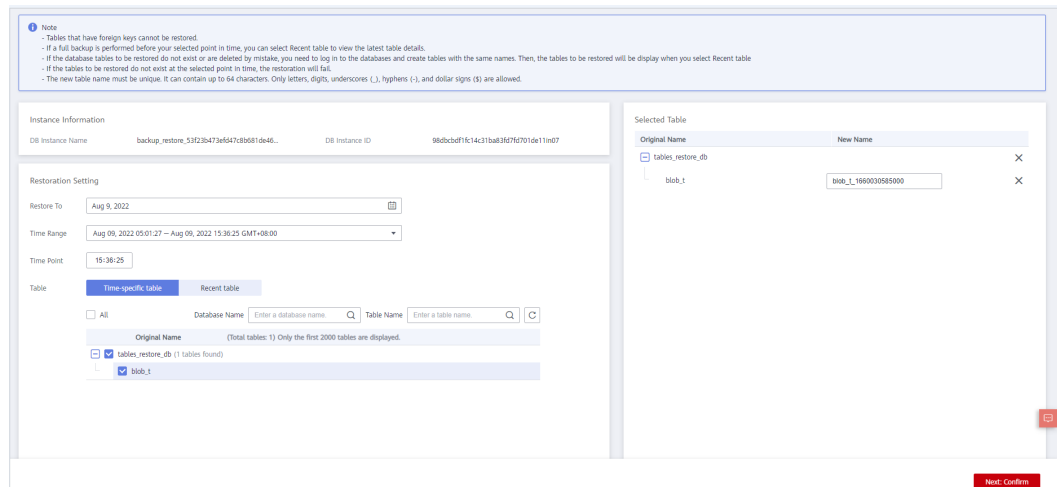 Note
- Tables that have foreign keys cannot be restored.
- If a full backup is performed before your selected point in time, you can select Recent table to view the latest table details.
- If the database tables to be restored do not exist or are deleted by mistake, you need to log in to the databases and create tables with the same names. Then, the tables to be restored will be display when you select Recent table
- If the tables to be restored do not exist at the selected point in time, the restoration will fail.
- The new table name must be unique. It can contain up to 64 characters. Only letters, digits, underscores (_), hyphens (-), and dollar signs ($) are allowed.
Instance Information
DB Instance Name backup_restore_53f23b473efd47c8b681de46... DB Instance ID 98dbcbdf1fc14c31ba83fd7fd701de11in07
Restoration Setting
Restore To Aug 9, 2022
Time Range Aug 09, 2022 05:01:27 — Aug 09, 2022 15:36:25 GMT+08:00
Time Point 15:36:25
Table Time-specific table Recent table
All Database Name Enter a database name. Table Name Enter a table name.
Original Name (Total tables: 1) Only the first 2000 tables are displayed.
tables_restore_db (1 tables found)
blob_t
Selected Table
Original Name New Name
tables_restore_db
blob_t blob_t_1660030585000
Next: Confirm